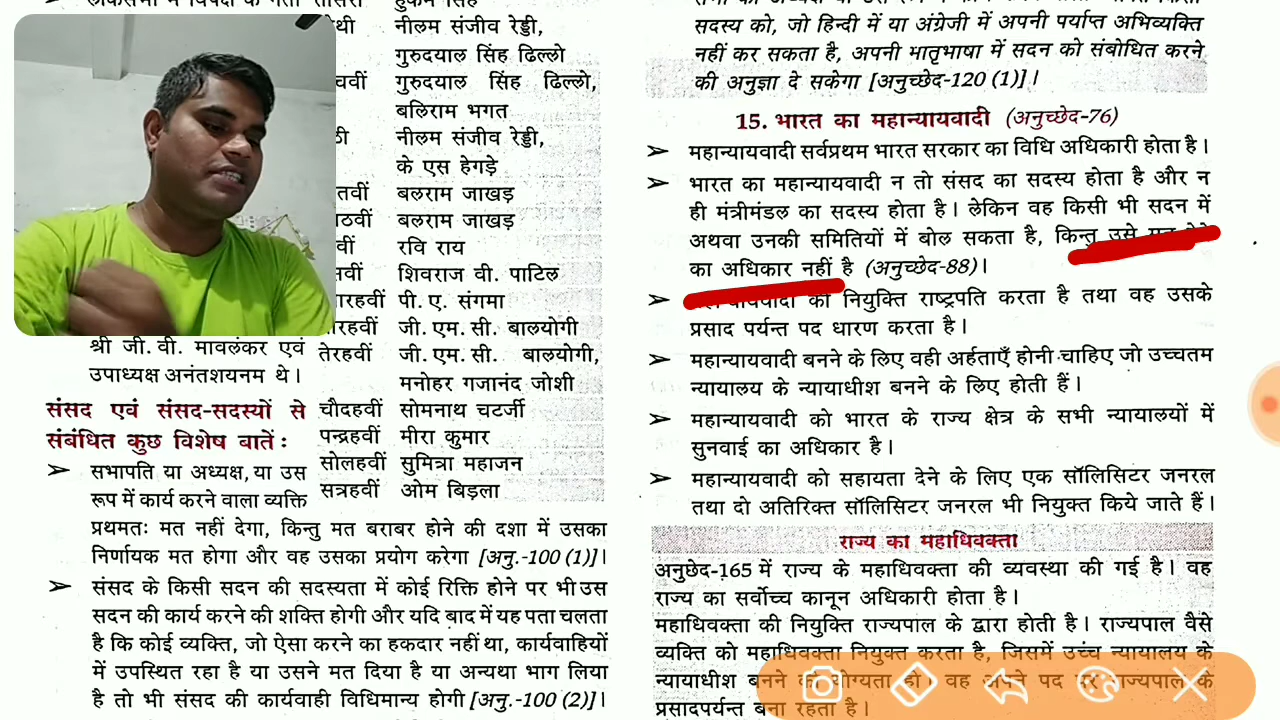 हुकम सिंह
नीलम संजीव रेड्डी,
गुरुदयाल सिंह ढिल्लो
गुरुदयाल सिंह ढिल्लो,
बलिराम भगत
नीलम संजीव रेड्डी,
के एस हेगड़े
बलराम जाखड़
बलराम जाखड़
रवि राय
शिवराज वी. पाटिल
पी. ए. संगमा
जी. एम. सी. बालयोगी
तेरहवीं जी. एम. सी. बालयोगी,
मनोहर गजानंद जोशी
चौदहवीं सोमनाथ चटर्जी
पन्द्रहवीं मीरा कुमार
सोलहवीं सुमित्रा महाजन
सत्रहवीं ओम बिड़ला
श्री जी. वी. मावलंकर एवं
उपाध्यक्ष अनंतशयनम थे।
संसद एवं संसद-सदस्यों से
संबंधित कुछ विशेष बातें :
➢ सभापति या अध्यक्ष, या उस
रूप में कार्य करने वाला व्यक्ति
प्रथमतः मत नहीं देगा, किन्तु मत बराबर होने की दशा में उसका
निर्णायक मत होगा और वह उसका प्रयोग करेगा [अनु.-100 (1)]।
➢ संसद के किसी सदन की सदस्यता में कोई रिक्ति होने पर भी उस
सदन की कार्य करने की शक्ति होगी और यदि बाद में यह पता चलता
है कि कोई व्यक्ति, जो ऐसा करने का हकदार नहीं था, कार्यवाहियों
में उपस्थित रहा है या उसने मत दिया है या अन्यथा भाग लिया
है तो भी संसद की कार्यवाही विधिमान्य होगी [अनु.-100 (2)]।
सदस्य को, जो हिन्दी में या अंग्रेजी में अपनी पर्याप्त अभिव्यक्ति
नहीं कर सकता है, अपनी मातृभाषा में सदन को संबोधित करने
की अनुज्ञा दे सकेगा [अनुच्छेद-120 (1)]।
15. भारत का महान्यायवादी (अनुच्छेद-76)
➢ महान्यायवादी सर्वप्रथम भारत सरकार का विधि अधिकारी होता है।
➢ भारत का महान्यायवादी न तो संसद का सदस्य होता है और न
ही मंत्रीमंडल का सदस्य होता है। लेकिन वह किसी भी सदन में
अथवा उनकी समितियों में बोल सकता है, किन्तु उसे
का अधिकार नहीं है (अनुच्छेद-88)।
➢ की नियुक्ति राष्ट्रपति करता है तथा वह उसके
प्रसाद पर्यन्त पद धारण करता है।
➢ महान्यायवादी बनने के लिए वही अर्हताएँ होनी चाहिए जो उच्चतम
न्यायालय के न्यायाधीश बनने के लिए होती हैं।
➢ महान्यायवादी को भारत के राज्य क्षेत्र के सभी न्यायालयों में
सुनवाई का अधिकार है।
➢ महान्यायवादी को सहायता देने के लिए एक सॉलिसिटर जनरल
तथा दो अतिरिक्त सॉलिसिटर जनरल भी नियुक्त किये जाते हैं।
राज्य का महाधिवक्ता
अनुछेद-165 में राज्य के महाधिवक्ता की व्यवस्था की गई है। वह
राज्य का सर्वोच्च कानून अधिकारी होता है।
महाधिवक्ता की नियुक्ति राज्यपाल के द्वारा होती है। राज्यपाल वैसे
व्यक्ति को महाधिवक्ता नियुक्त करता है, जिसमें उच्च न्यायालय के
न्यायाधीश बनने की योग्यता हो। वह अपने पद पर राज्यपाल के
प्रसादपर्यन्त बना रहता है।